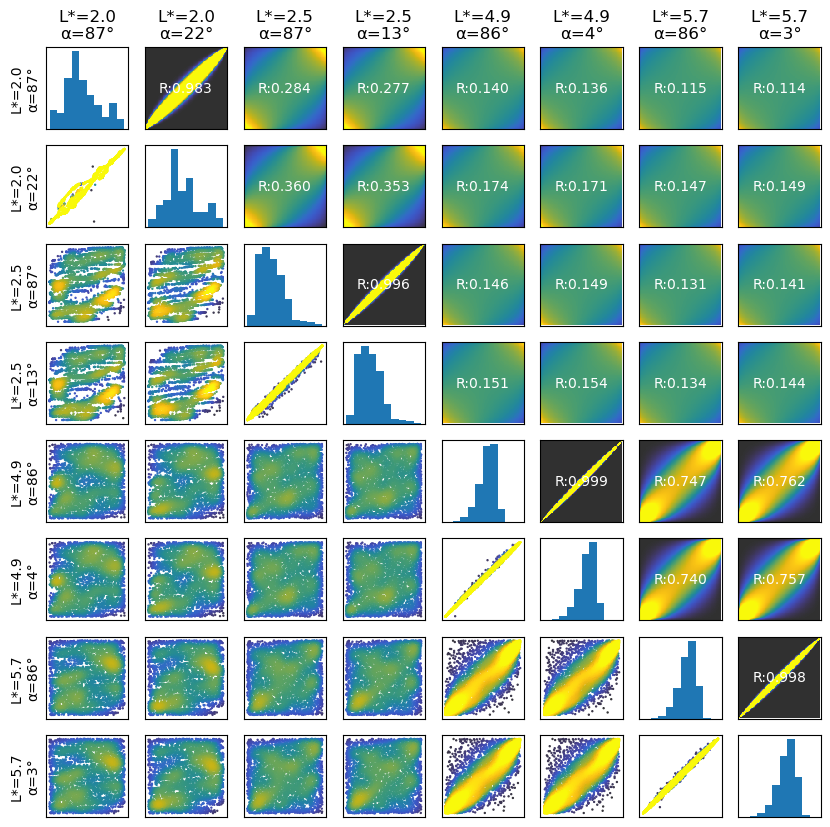 L*=2.0 L*=2.0 L*=2.5 L*=2.5 L*=4.9 L*=4.9 L*=5.7 L*=5.7
α=87° α=22° α=87° α=13° α=86° α=4° α=86° α=3°
L*=2.0
α=87°
R:0.983 R:0.284 R:0.277 R:0.140 R:0.136 R:0.115 R:0.114
L*=2.0
α=22°
R:0.360 R:0.353 R:0.174 R:0.171 R:0.147 R:0.149
L*=2.5
α=87°
R:0.996 R:0.146 R:0.149 R:0.131 R:0.141
L*=2.5
α=13°
R:0.151 R:0.154 R:0.134 R:0.144
L*=4.9
α=86°
R:0.999 R:0.747 R:0.762
L*=4.9
α=4°
R:0.740 R:0.757
L*=5.7
α=86°
R:0.998
L*=5.7
α=3°